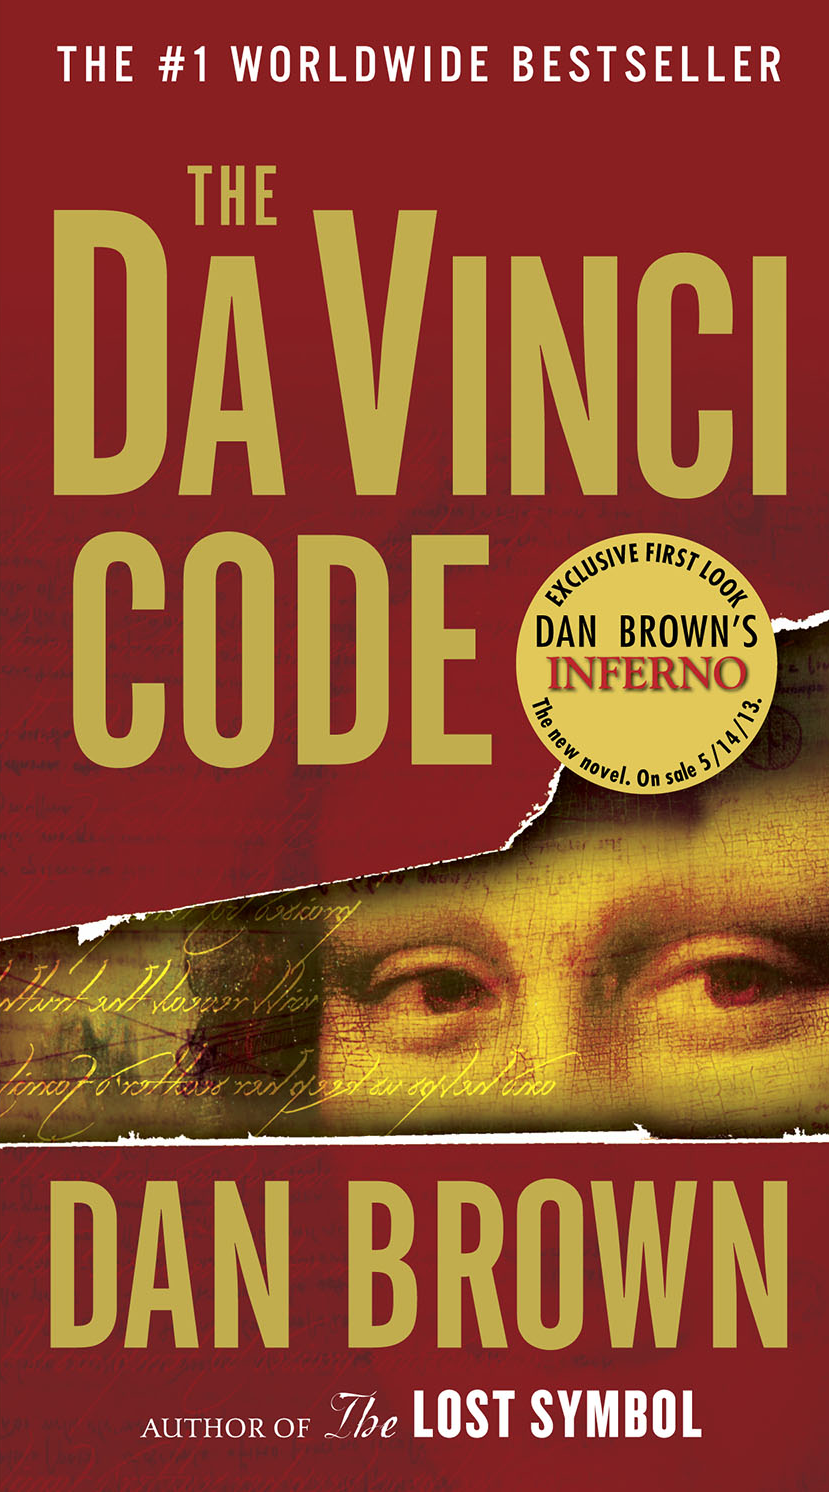 THE #1 WORLDWIDE BESTSELLER
THE
DA VINCI
CODE
EXCLUSIVE FIRST LOOK
DAN BROWN'S
INFERNO
The new novel. On sale 5/14/13.
DAN BROWN
AUTHOR OF The LOST SYMBOL